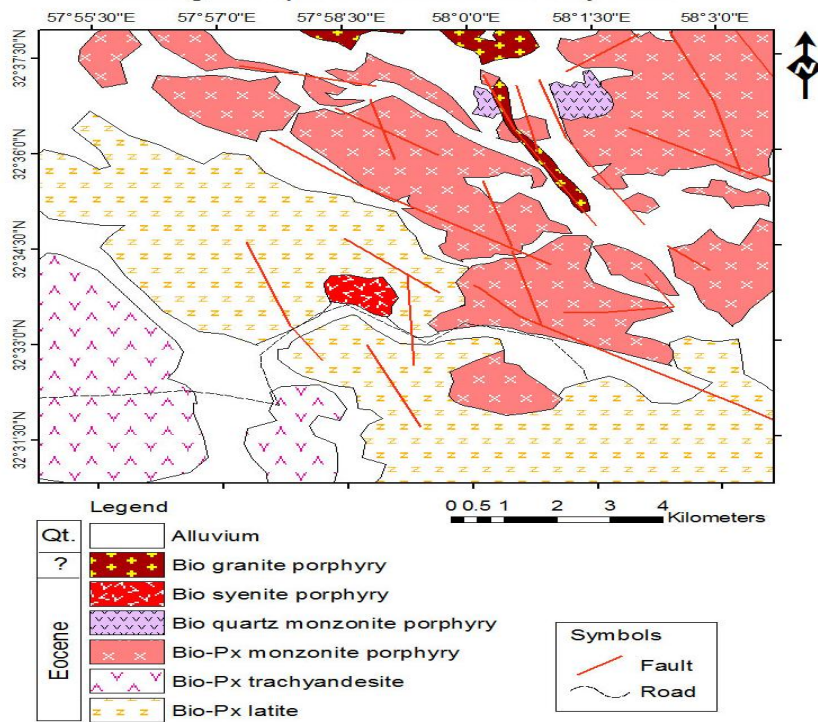 57°55'30"E 57°57'0"E 57°58'30"E 58°0'0"E 58°1'30"E 58°3'0"E
N
32°37'30"N
32°36'0"N
32°34'30"N
32°33'0"N
32°31'30"N
Legend
0 0.5 1 2 3 4
Kilometers
Qt. Alluvium
? Bio granite porphyry
Eocene
Bio syenite porphyry
Bio quartz monzonite porphyry
Bio-Px monzonite porphyry
Bio-Px trachyandesite
Bio-Px latite
Symbols
Fault
Road